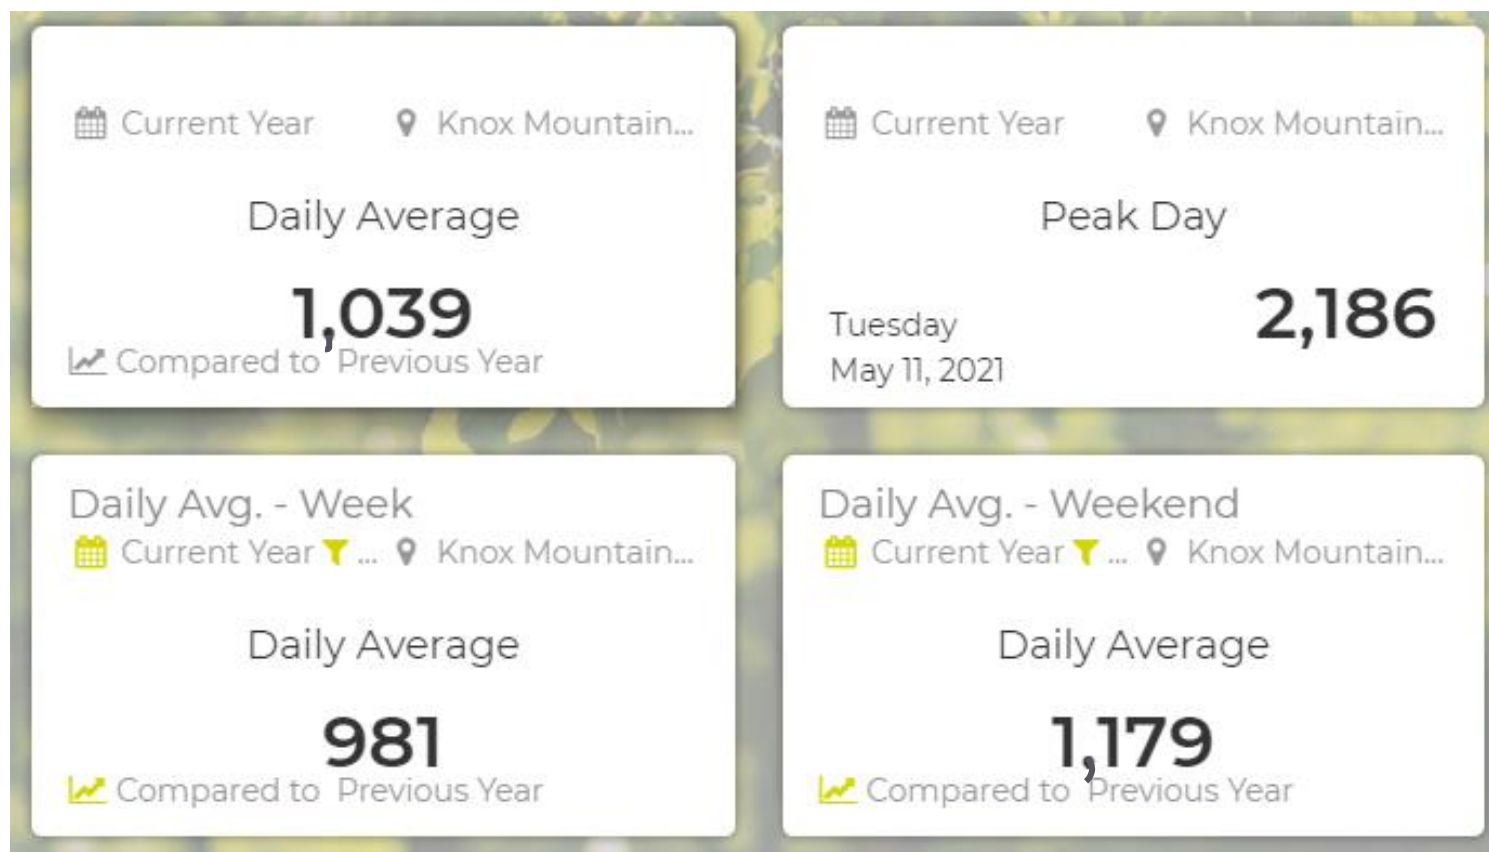 Current Year Knox Mountain...
Daily Average
1,039
Compared to Previous Year
Current Year Knox Mountain...
Peak Day
Tuesday
May 11, 2021
2,186
Daily Avg. - Week
Current Year ... Knox Mountain...
Daily Average
981
Compared to Previous Year
Daily Avg. - Weekend
Current Year ... Knox Mountain...
Daily Average
1,179
Compared to Previous Year